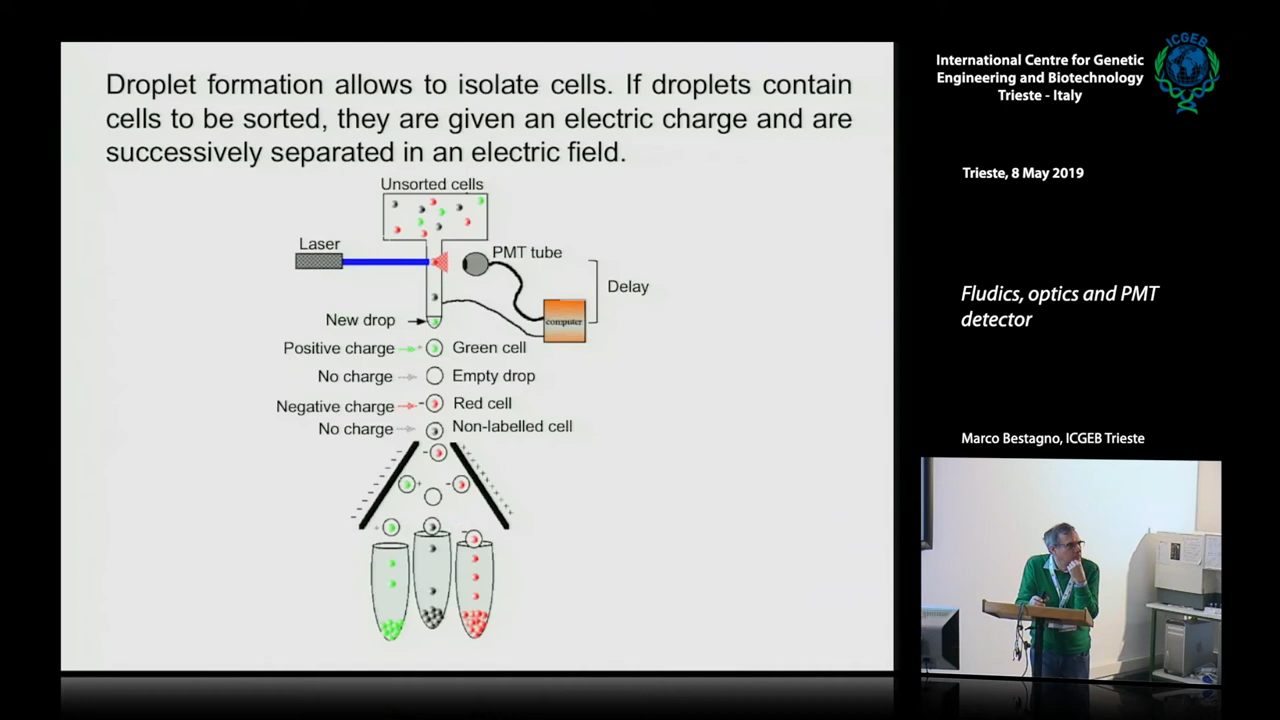 Droplet formation allows to isolate cells. If droplets contain
cells to be sorted, they are given an electric charge and are
successively separated in an electric field.
Unsorted cells
Laser
PMT tube
Delay
computer
New drop
Positive charge
+
Green cell
No charge
Empty drop
Negative charge
-
Red cell
No charge
Non-labelled cell
International Centre for Genetic
Engineering and Biotechnology
Trieste - Italy
ICGEB
Trieste, 8 May 2019
Fludics, optics and PMT
detector
Marco Bestagno, ICGEB Trieste